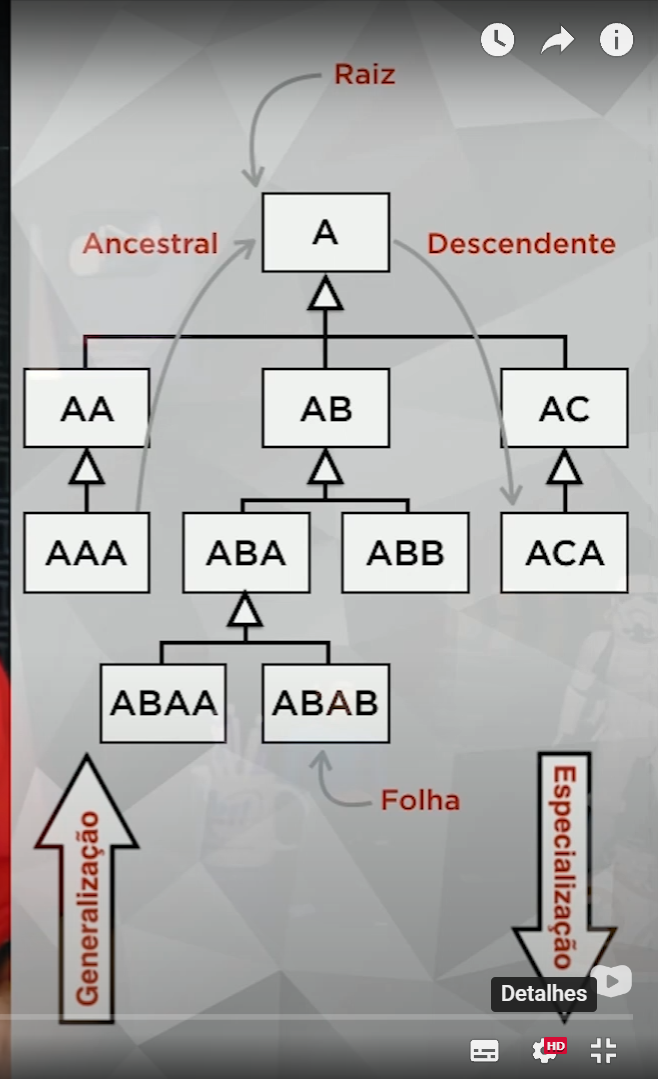 Raiz
A
Ancestral
Descendente
AA
AB
AC
AAA
ABA
ABB
ACA
ABAA
ABAB
Folha
Generalização
Especialização
Detalhes
HD